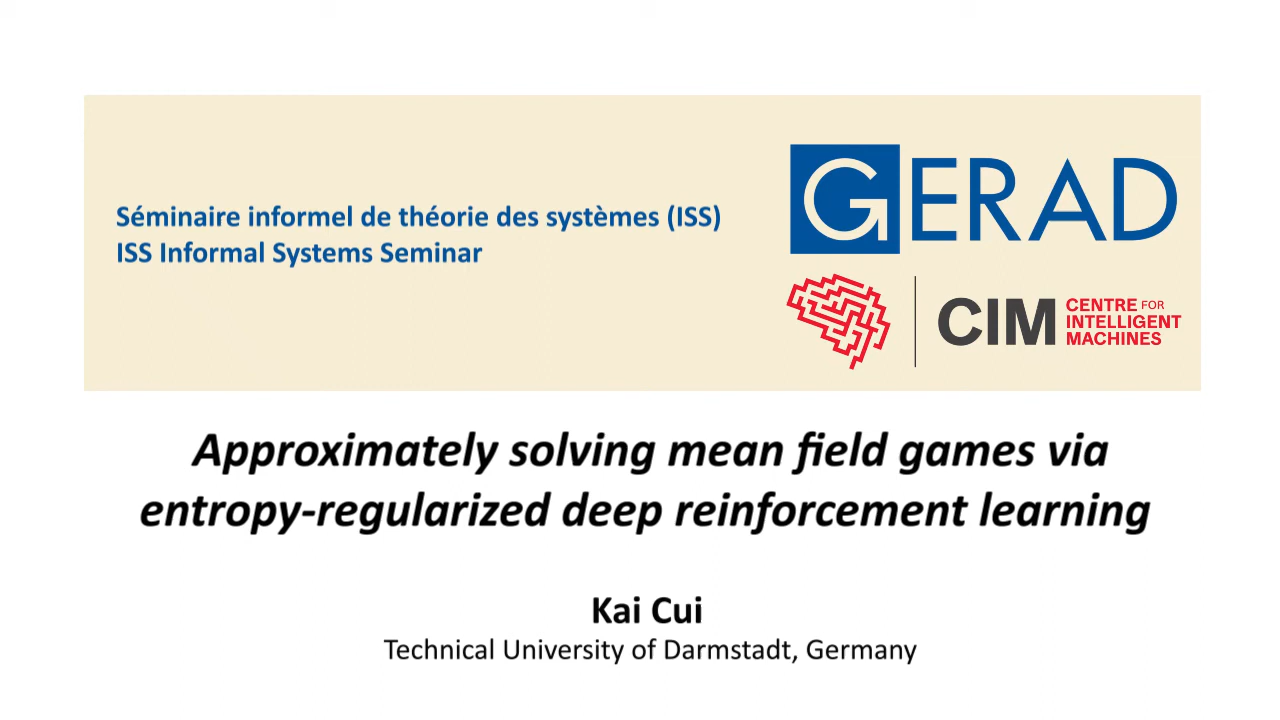 Séminaire informel de théorie des systèmes (ISS)
ISS Informal Systems Seminar
GERAD
CIM
CENTRE FOR
INTELLIGENT
MACHINES
Approximately solving mean field games via
entropy-regularized deep reinforcement learning
Kai Cui
Technical University of Darmstadt, Germany